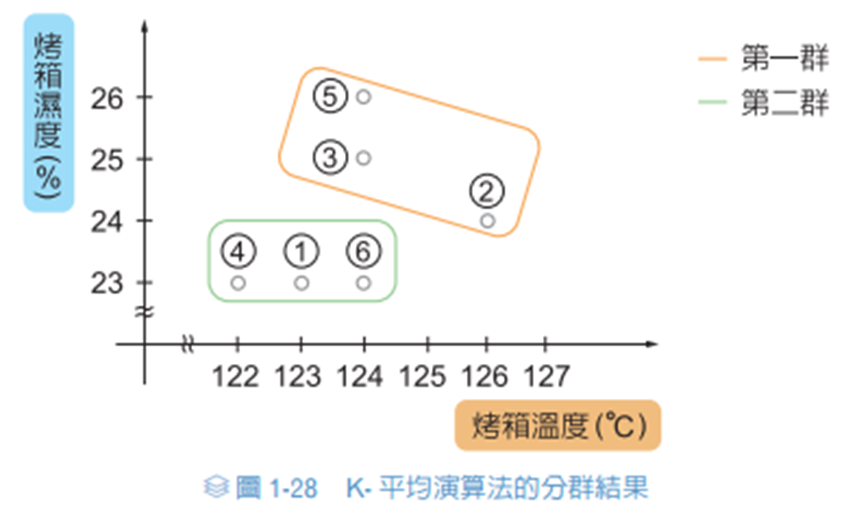 烤箱濕度(%)
26
25
24
23
⑤
③
②
④ ① ⑥
122 123 124 125 126 127
烤箱溫度(℃)
第一群
第二群
圖 1-28 K- 平均演算法的分群結果